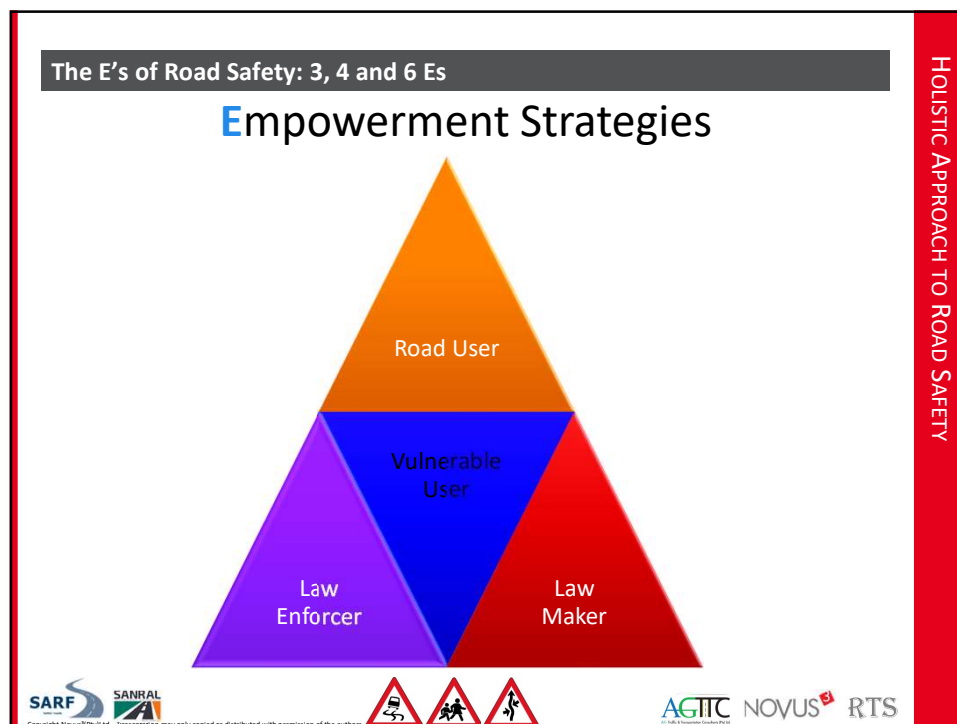 The E's of Road Safety: 3, 4 and 6 Es
Empowerment Strategies
Road User
Vulnerable
User
Law
Enforcer
Law
Maker
HOLISTIC APPROACH TO ROAD SAFETY
SARF
SANRAL
AGTTC
NOVUS3
RTS